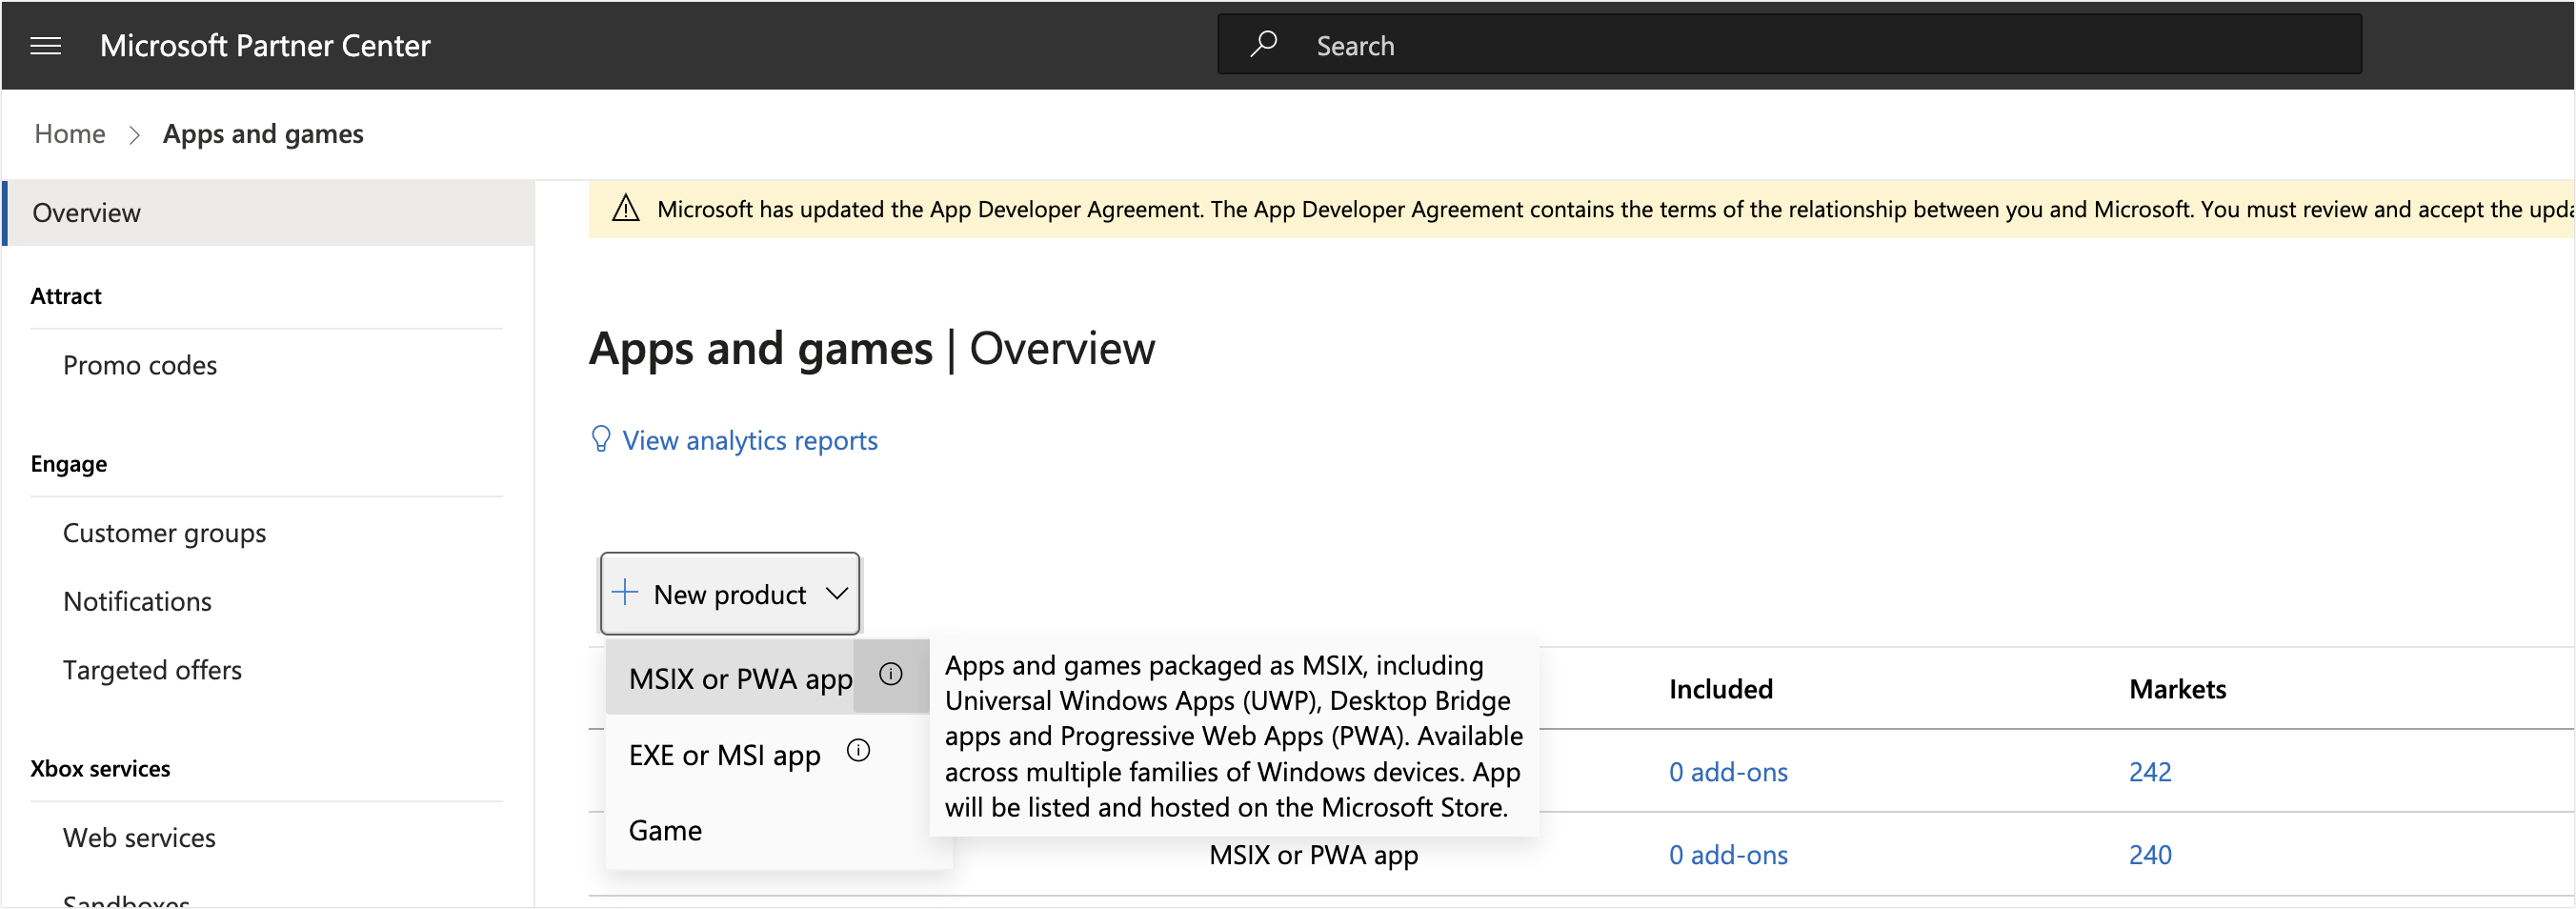 Microsoft Partner Center
Search
Home
Apps and games
Overview
Microsoft has updated the App Developer Agreement. The App Developer Agreement contains the terms of the relationship between you and Microsoft. You must review and accept the
Attract
Promo codes
Engage
Customer groups
Notifications
Targeted offers
Xbox services
Web services
Sandboxes
Apps and games | Overview
View analytics reports
New product
MSIX or PWA app
EXE or MSI app
Game
Apps and games packaged as MSIX, including
Universal Windows Apps (UWP), Desktop Bridge
apps and Progressive Web Apps (PWA). Available
across multiple families of Windows devices. App
will be listed and hosted on the Microsoft Store.
Included Markets
0 add-ons 242
MSIX or PWA app 0 add-ons 240